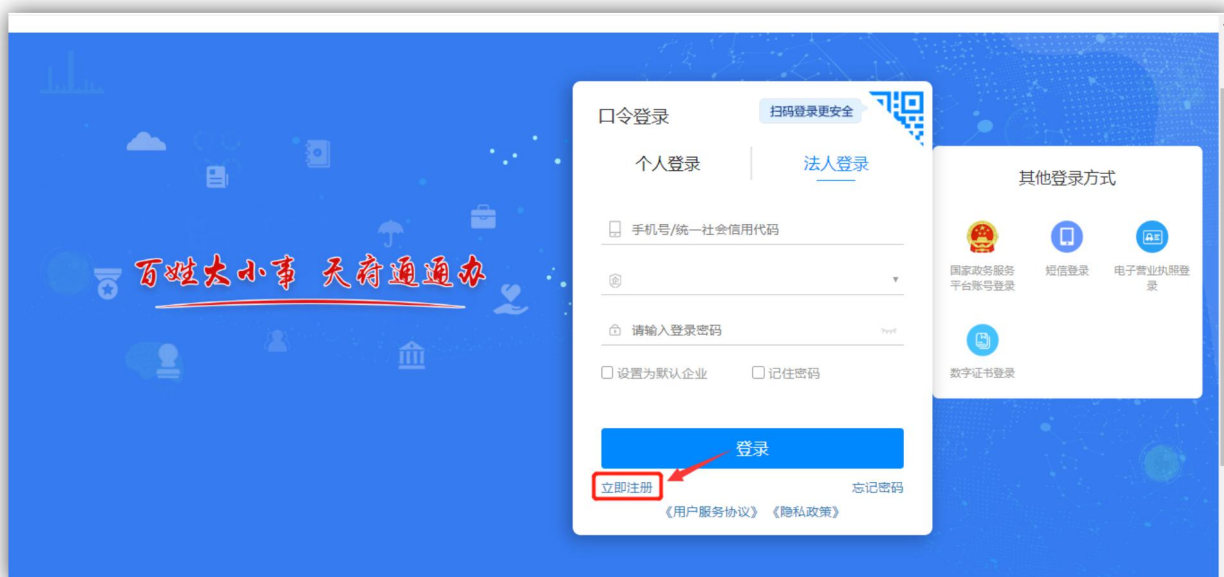 百姓大小事 天府通通办
口令登录
扫码登录更安全
个人登录
法人登录
手机号/统一社会信用代码
请输入登录密码
设置为默认企业
记住密码
登录
立即注册
忘记密码
《用户服务协议》 《隐私政策》
其他登录方式
国家政务服务
平台账号登录
短信登录
电子营业执照登
录
数字证书登录